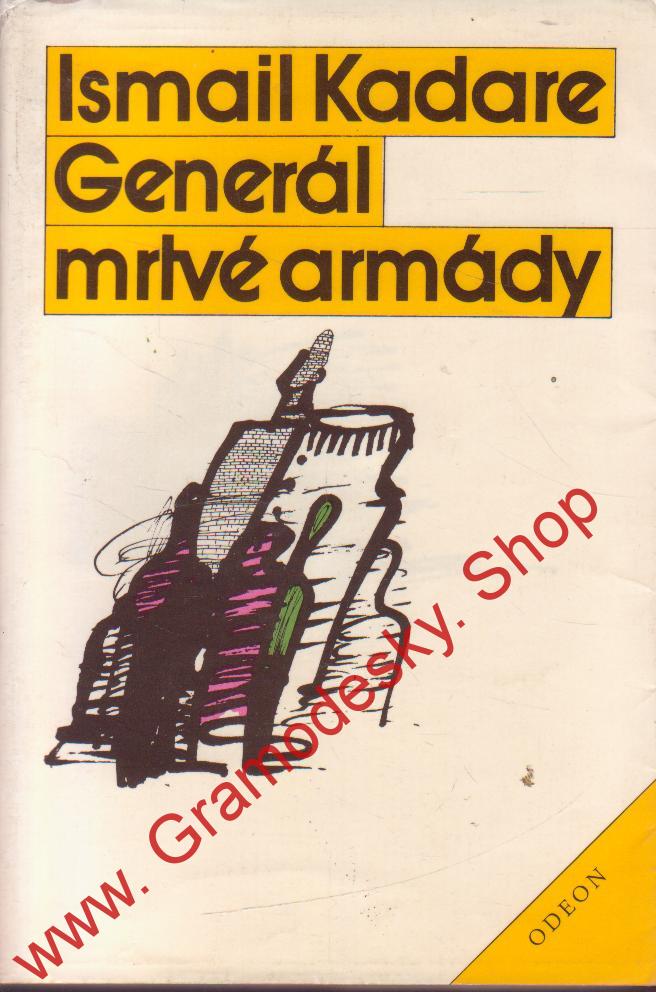 Ismail Kadare
Generál
mrtvé armády
www. Gramodesky. Shop
ODEON